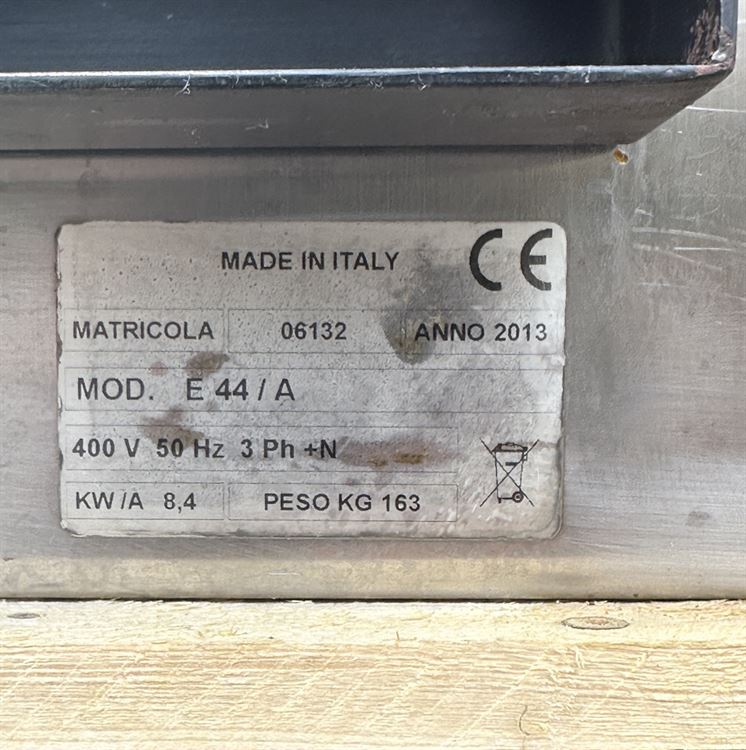 MADE IN ITALY CE
MATRICOLA 06132 ANNO 2013
MOD. E 44 / A
400 V 50 Hz 3 Ph +N
KW /A 8,4 PESO KG 163